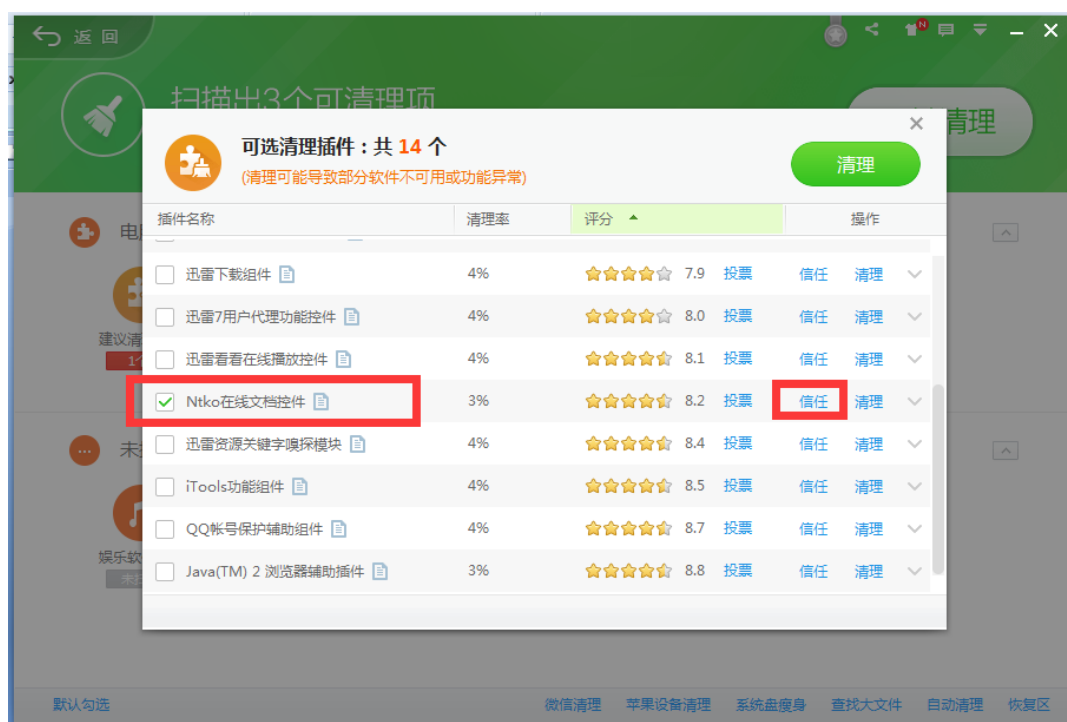 返 回
N
扫描出3个可清理项
清理
可选清理插件：共 14 个
(清理可能导致部分软件不可用或功能异常)
清理
插件名称 清理率 评分 操作
迅雷下载组件 4% 7.9 投票 信任 清理
迅雷7用户代理功能控件 4% 8.0 投票 信任 清理
迅雷看看在线播放控件 4% 8.1 投票 信任 清理
Ntko在线文档控件 3% 8.2 投票 信任 清理
迅雷资源关键字嗅探模块 4% 8.4 投票 信任 清理
iTools功能组件 4% 8.5 投票 信任 清理
QQ帐号保护辅助组件 4% 8.7 投票 信任 清理
Java(TM) 2 浏览器辅助插件 3% 8.8 投票 信任 清理
电
建议清
1个
未
娱乐软
未
默认勾选 微信清理 苹果设备清理 系统盘瘦身 查找大文件 自动清理 恢复区